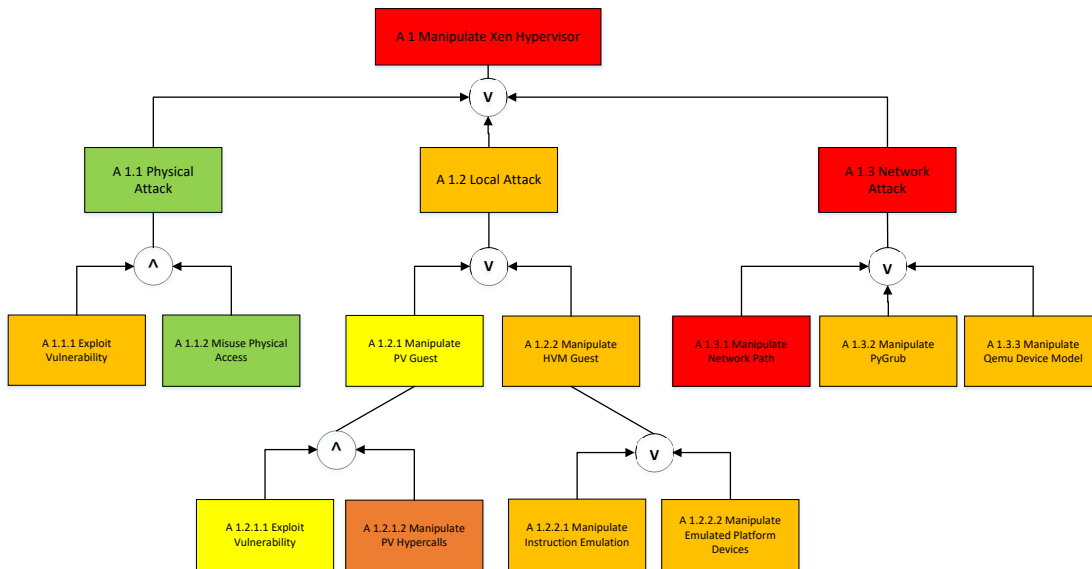 A 1 Manipulate Xen Hypervisor
V
A 1.1 Physical
Attack
A 1.2 Local Attack
A 1.3 Network
Attack
^
V
V
A 1.1.1 Exploit
Vulnerability
A 1.1.2 Misuse Physical
Access
A 1.2.1 Manipulate
PV Guest
A 1.2.2 Manipulate
HVM Guest
A 1.3.1 Manipulate
Network Path
A 1.3.2 Manipulate
PyGrub
A 1.3.3 Manipulate
Qemu Device Model
^
V
A 1.2.1.1 Exploit
Vulnerability
A 1.2.1.2 Manipulate
PV Hypercalls
A 1.2.2.1 Manipulate
Instruction Emulation
A 1.2.2.2 Manipulate
Emulated Platform
Devices